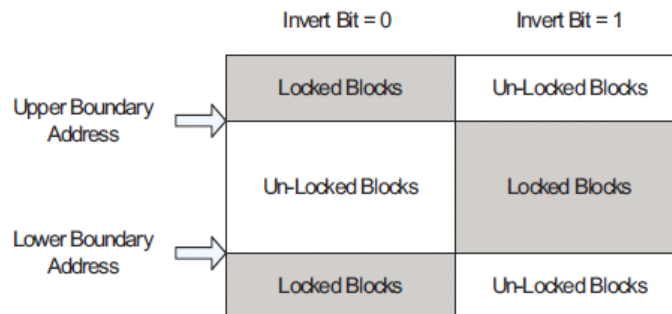 Invert Bit = 0
Invert Bit = 1
Locked Blocks
Un-Locked Blocks
Upper Boundary
Address
Un-Locked Blocks
Locked Blocks
Lower Boundary
Address
Locked Blocks
Un-Locked Blocks